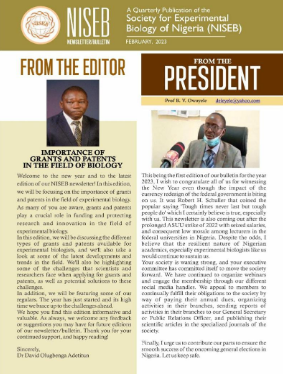 NISEB
NEWSLETTER/BULLETIN
A Quarterly Publication of the
Society for Experimental
Biology of Nigeria (NISEB)
FEBRUARY, 2023
FROM THE EDITOR
IMPORTANCE OF
GRANTS AND PATENTS
IN THE FIELD OF BIOLOGY
Welcome to the new year and to the latest
edition of our NISEB newsletter! In this edition,
we will be focusing on the importance of grants
and patents in the field of experimental biology.
As many of you are aware, grants and patents
play a crucial role in funding and protecting
research and innovation in the field of
experimental biology.
In this edition, we will be discussing the different
types of grants and patents available for
experimental biologists, and we'll also take a
look at some of the latest developments and
trends in the field. We'll also be highlighting
some of the challenges that scientists and
researchers face when applying for grants and
patents, as well as potential solutions to these
challenges.
In addition, we will be featuring some of our
regulars. The year has just started and its high
time we buzz up to the challenges ahead.
We hope you find this edition informative and
valuable. As always, we welcome any feedback
or suggestions you may have for future editions
of our newsletter/bulletin. Thank you for your
continued support, and happy reading!
Sincerely,
Dr David Olugbenga Adetitun
FROM THE
PRESIDENT
Prof
This being the first edition of our bulletin for the year
2023, I wish to congratulate all of us for witnessing
the New Year even though the impact of the
currency redesign of the federal government is biting
on us. It was Robert H. Schuller that coined the
popular saying 'Tough times never last but tough
people do' which I certainly believe is true, especially
with us. This newsletter is also coming out after the
prolonged ASUU strike of 2022 with seized salaries,
and consequent low morale among lecturers in the
federal universities in Nigeria. Despite the odds, I
believe that the resilient nature of Nigerian
academics, especially experimental biologists like us
would continue to sustain us.
Your society is waxing strong, and your executive
committee has committed itself to move the society
forward. We have continued to organize webinars
and engage the membership through our different
social media handles. We appeal to members to
continue to fulfil their obligations to the society by
way of paying their annual dues, organizing
activities in their branches, sending reports of
activities in their branches to our General Secretary
or Public Relations Officer; and publishing their
scientific articles in the specialised journals of the
society.
Finally, I urge us to contribute our parts to ensure the
smooth success of the oncoming general elections in
Nigeria. Let us keep safe.